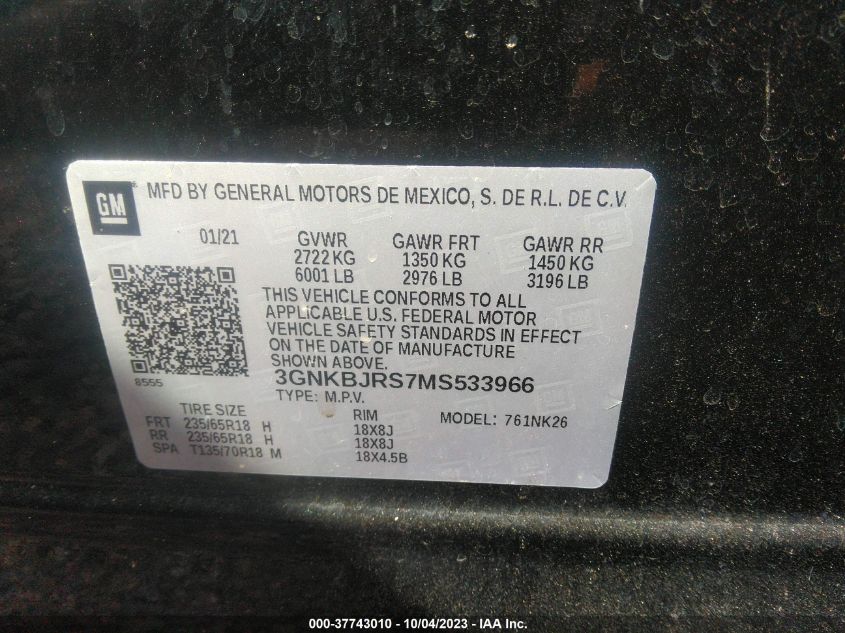 GM
MFD BY GENERAL MOTORS DE MEXICO, S. DE R.L. DE C.V.
01/21 GVWR GAWR FRT GAWR RR
2722 KG 1350 KG 1450 KG
6001 LB 2976 LB 3196 LB
THIS VEHICLE CONFORMS TO ALL
APPLICABLE U.S. FEDERAL MOTOR
VEHICLE SAFETY STANDARDS IN EFFECT
ON THE DATE OF MANUFACTURE
SHOWN ABOVE.
8555
3GNKBJRS7MS533966
TYPE: M.P.V.
TIRE SIZE RIM MODEL: 761NK26
FRT 235/65R18 H 18X8J
RR 235/65R18 H 18X8J
SPA T135/70R18 M 18X4.5B
000-37743010 - 10/04/2023 - IAA Inc.